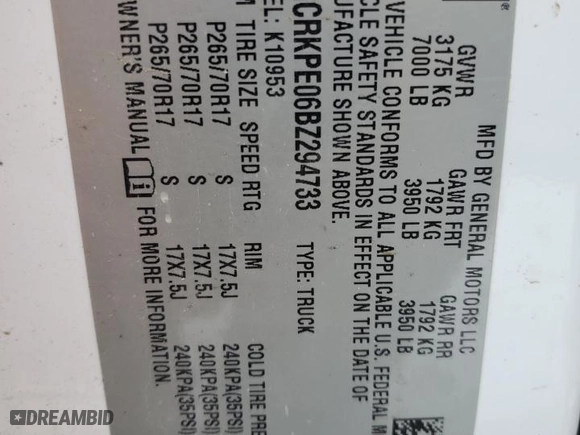 MFD BY GENERAL MOTORS LLC
GVWR GAWR FRT GAWR RR
3175 KG 1792 KG 1792 KG
7000 LB 3950 LB 3950 LB
VEHICLE CONFORMS TO ALL APPLICABLE U.S. FEDERAL M
CLE SAFETY STANDARDS IN EFFECT ON THE DATE OF
UFACTURE SHOWN ABOVE.
CRKPE06BZ294733 TYPE: TRUCK
EL: K10953
TIRE SIZE SPEED RTG RIM COLD TIRE PRE
P265/70R17 S 17X7.5J 240KPA(35PSI)
P265/70R17 S 17X7.5J 240KPA(35PSI)
P265/70R17 S 17X7.5J 240KPA(35PSI)
OWNER'S MANUAL FOR MORE INFORMATION.
DREAMBID